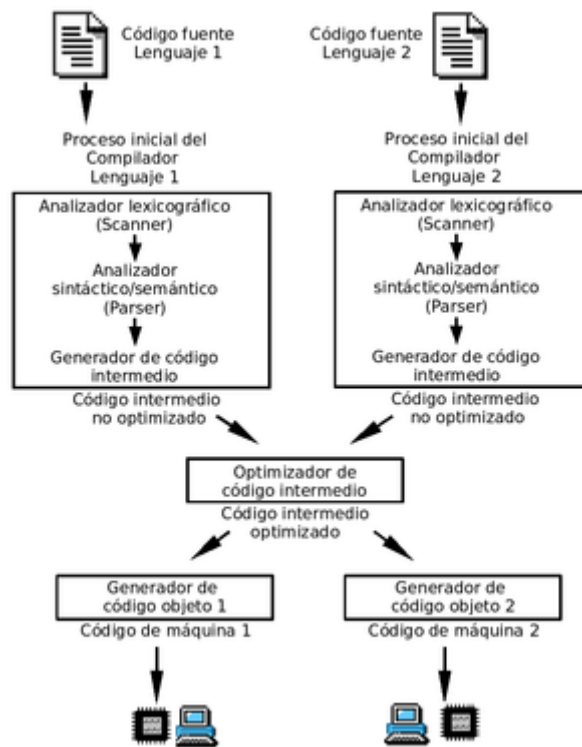 Código fuente
Lenguaje 1
Código fuente
Lenguaje 2
Proceso inicial del
Compilador
Lenguaje 1
Proceso inicial del
Compilador
Lenguaje 2
Analizador lexicográfico
(Scanner)
Analizador
sintáctico/semántico
(Parser)
Generador de código
intermedio
Analizador lexicográfico
(Scanner)
Analizador
sintáctico/semántico
(Parser)
Generador de código
intermedio
Código intermedio
no optimizado
Código intermedio
no optimizado
Optimizador de
código intermedio
Código intermedio
optimizado
Generador de
código objeto 1
Código de máquina 1
Generador de
código objeto 2
Código de máquina 2